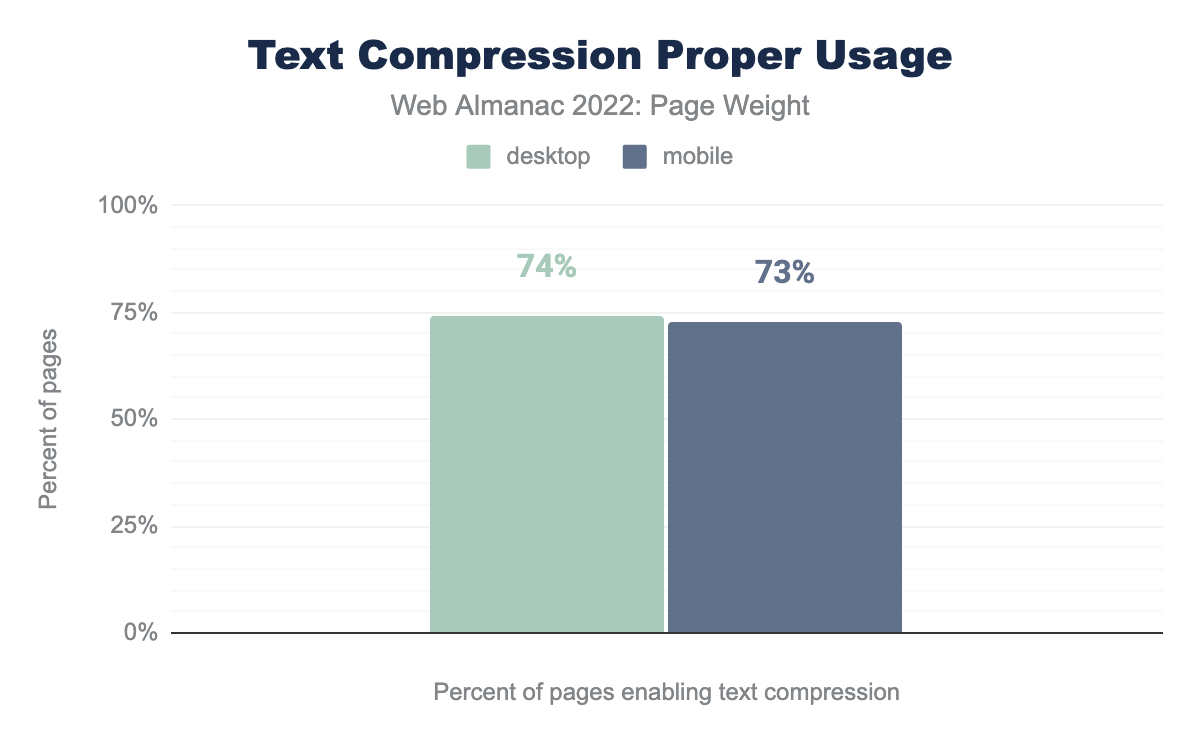 Text Compression Proper Usage
Web Almanac 2022: Page Weight
desktop mobile
100%
74% 73%
75%
50%
25%
0%
Percent of pages
Percent of pages enabling text compression